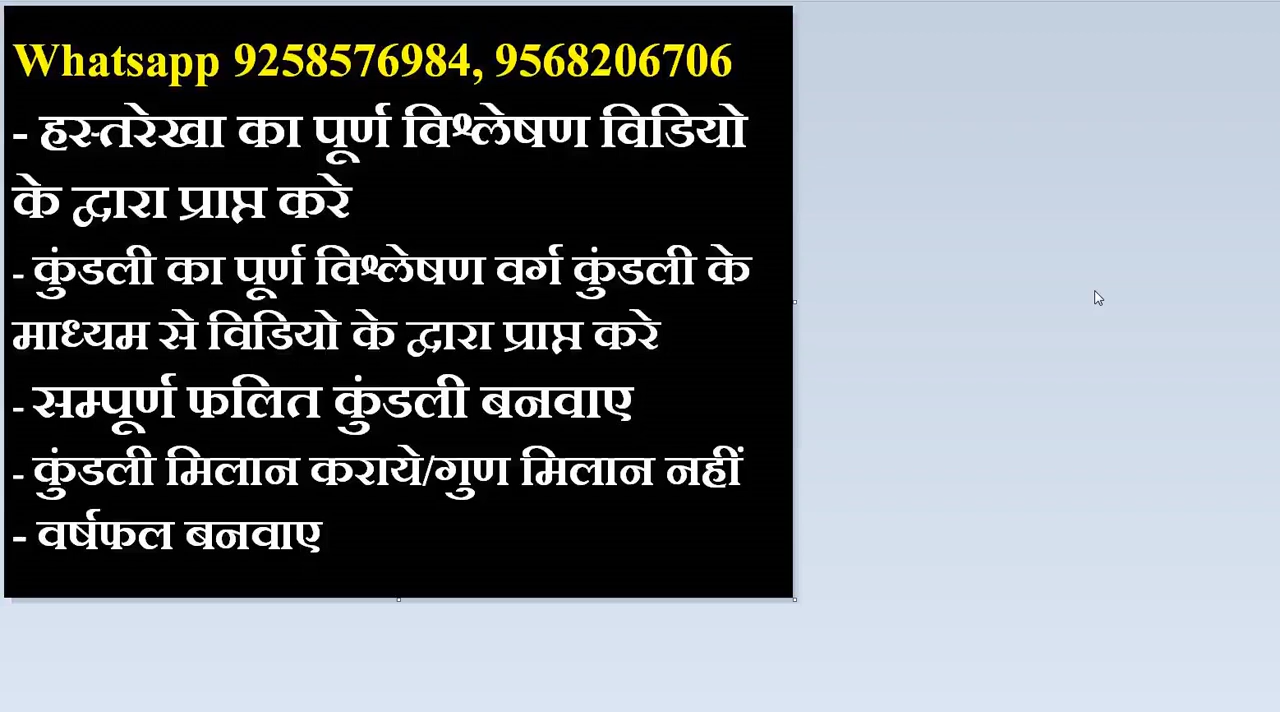 Whatsapp 9258576984, 9568206706
- हस्तरेखा का पूर्ण विश्लेषण विडियो
के द्वारा प्राप्त करे
- कुंडली का पूर्ण विश्लेषण वर्ग कुंडली के
माध्यम से विडियो के द्वारा प्राप्त करे
- सम्पूर्ण फलित कुंडली बनवाए
- कुंडली मिलान कराये/गुण मिलान नहीं
- वर्षफल बनवाए